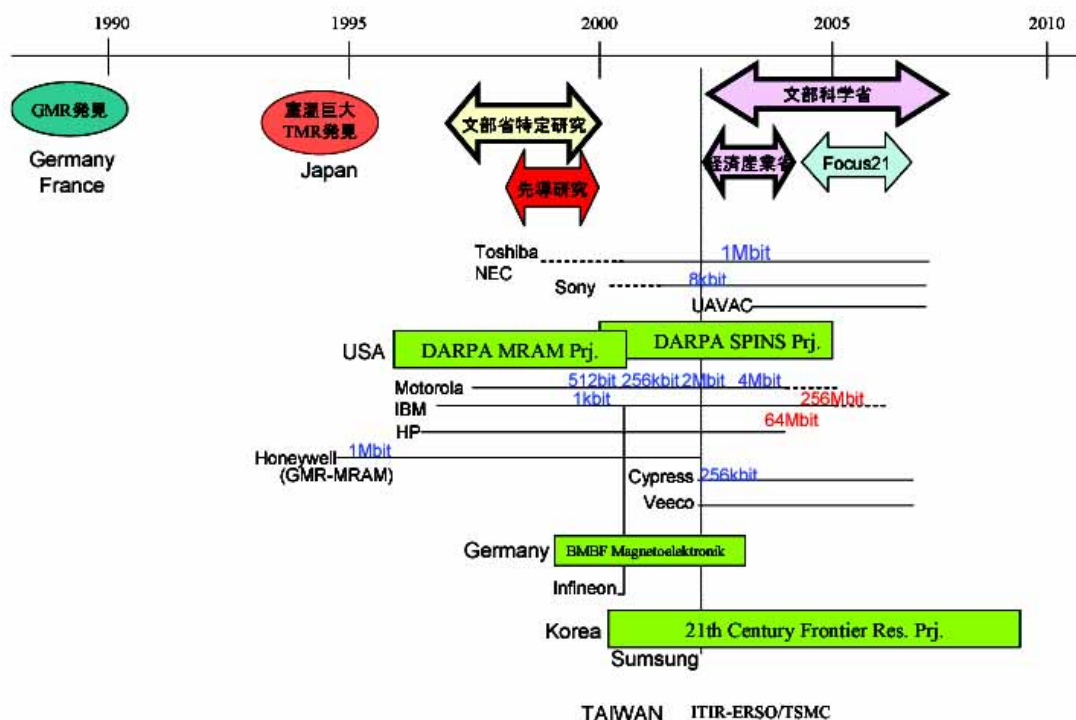 1990 1995 2000 2005 2010
GMR発見
Germany
France
室温巨大
TMR発見
Japan
文部省特定研究
先導研究
文部科学省
経済産業省
Focus21
Toshiba
NEC
1Mbit
Sony
8kbit
UAVAC
USA
DARPA MRAM Prj.
DARPA SPINS Prj.
Motorola
512bit 256kbit 2Mbit 4Mbit
IBM
1kbit
256Mbit
HP
64Mbit
Honeywell
(GMR-MRAM)
1Mbit
Cypress
256kbit
Veeco
Germany
BMBF Magnetoelektronik
Infineon
Korea
21th Century Frontier Res. Prj.
Sumsung
TAIWAN ITIR-ERSO/TSMC